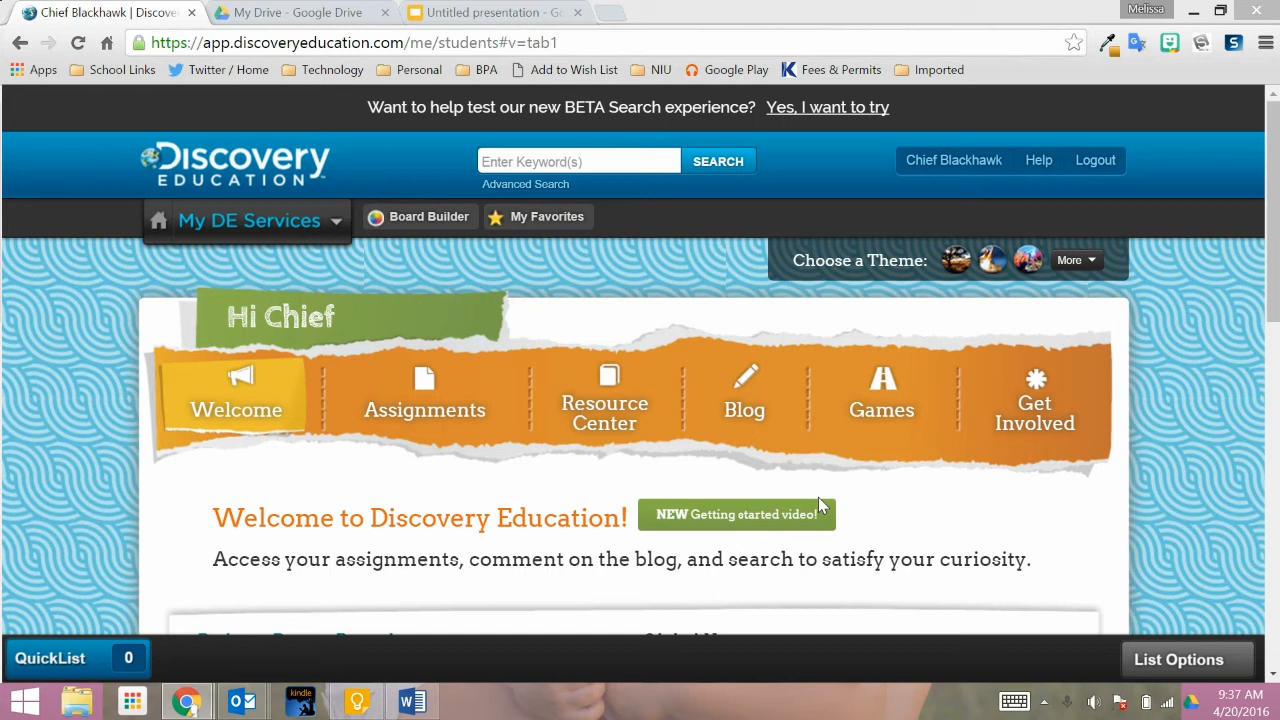 Chief Blackhawk | Discov
My Drive - Google Drive
Untitled presentation - Go
Melissa
https://app.discoveryeducation.com/me/students#v=tab1
Apps
School Links
Twitter / Home
Technology
Personal
BPA
Add to Wish List
NIU
Google Play
Fees & Permits
Imported
Want to help test our new BETA Search experience? Yes, I want to try
Discovery
EDUCATION
Enter Keyword(s)
SEARCH
Advanced Search
Chief Blackhawk
Help
Logout
My DE Services
Board Builder
My Favorites
Choose a Theme:
More
Hi Chief
Welcome
Assignments
Resource
Center
Blog
Games
Get
Involved
Welcome to Discovery Education!
NEW Getting started video!
Access your assignments, comment on the blog, and search to satisfy your curiosity.
QuickList
0
List Options
kindle
9:37 AM
4/20/2016